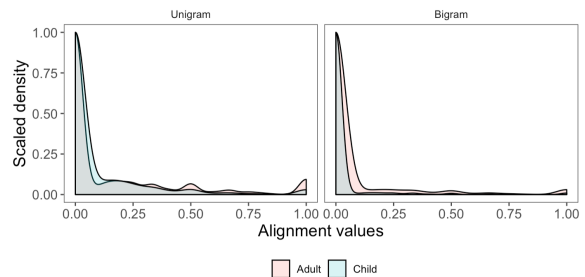 Unigram
Bigram
Scaled density
1.00
0.75
0.50
0.25
0.00
0.00 0.25 0.50 0.75 1.00
0.00 0.25 0.50 0.75 1.00
Alignment values
Adult Child